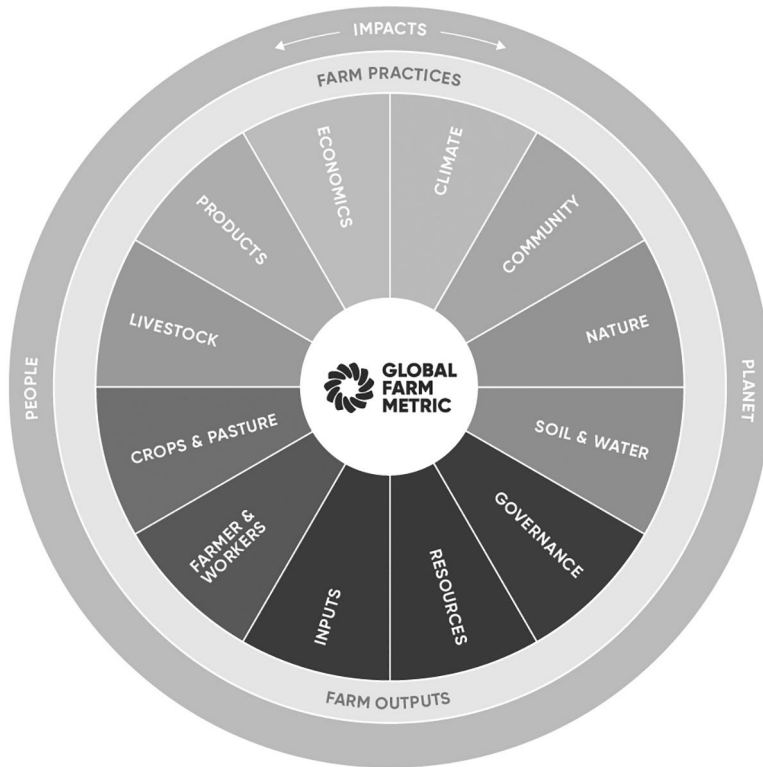 IMPACTS
FARM PRACTICES
ECONOMICS
CLIMATE
PRODUCTS
COMMUNITY
LIVESTOCK
NATURE
PEOPLE
GLOBAL
FARM
METRIC
PLANET
CROPS & PASTURE
SOIL & WATER
FARMER &
WORKERS
GOVERNANCE
INPUTS
RESOURCES
FARM OUTPUTS